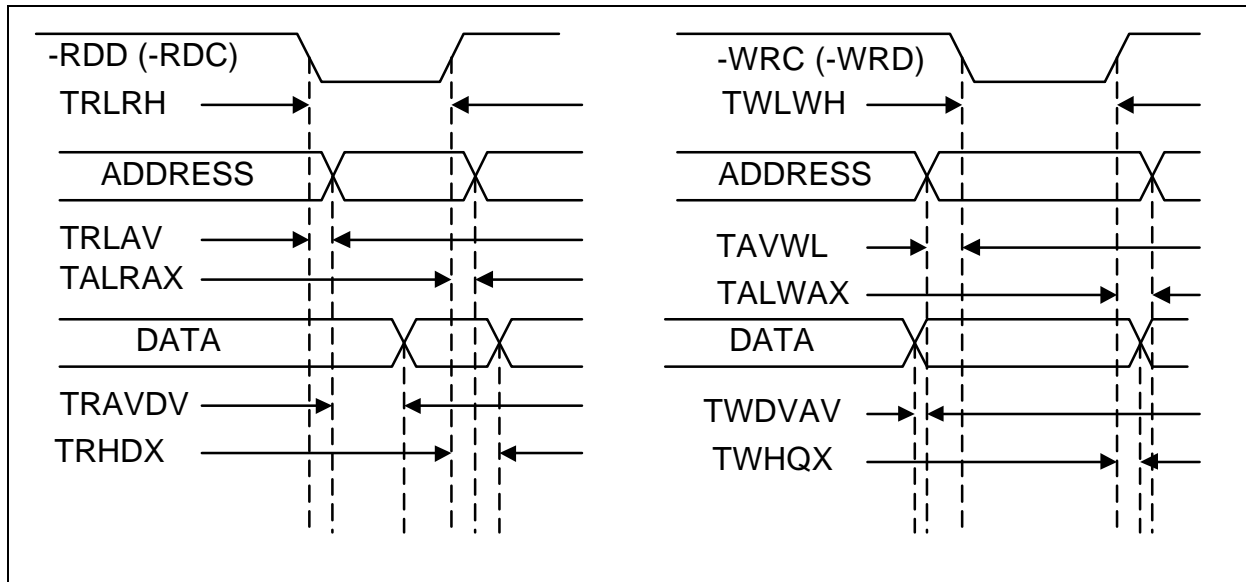 -RDD (-RDC)
TRLRH
ADDRESS
TRLAV
TALRAX
DATA
TRAVDV
TRHDX
-WRC (-WRD)
TWLWH
ADDRESS
TAVWL
TALWAX
DATA
TWDVAV
TWHQX